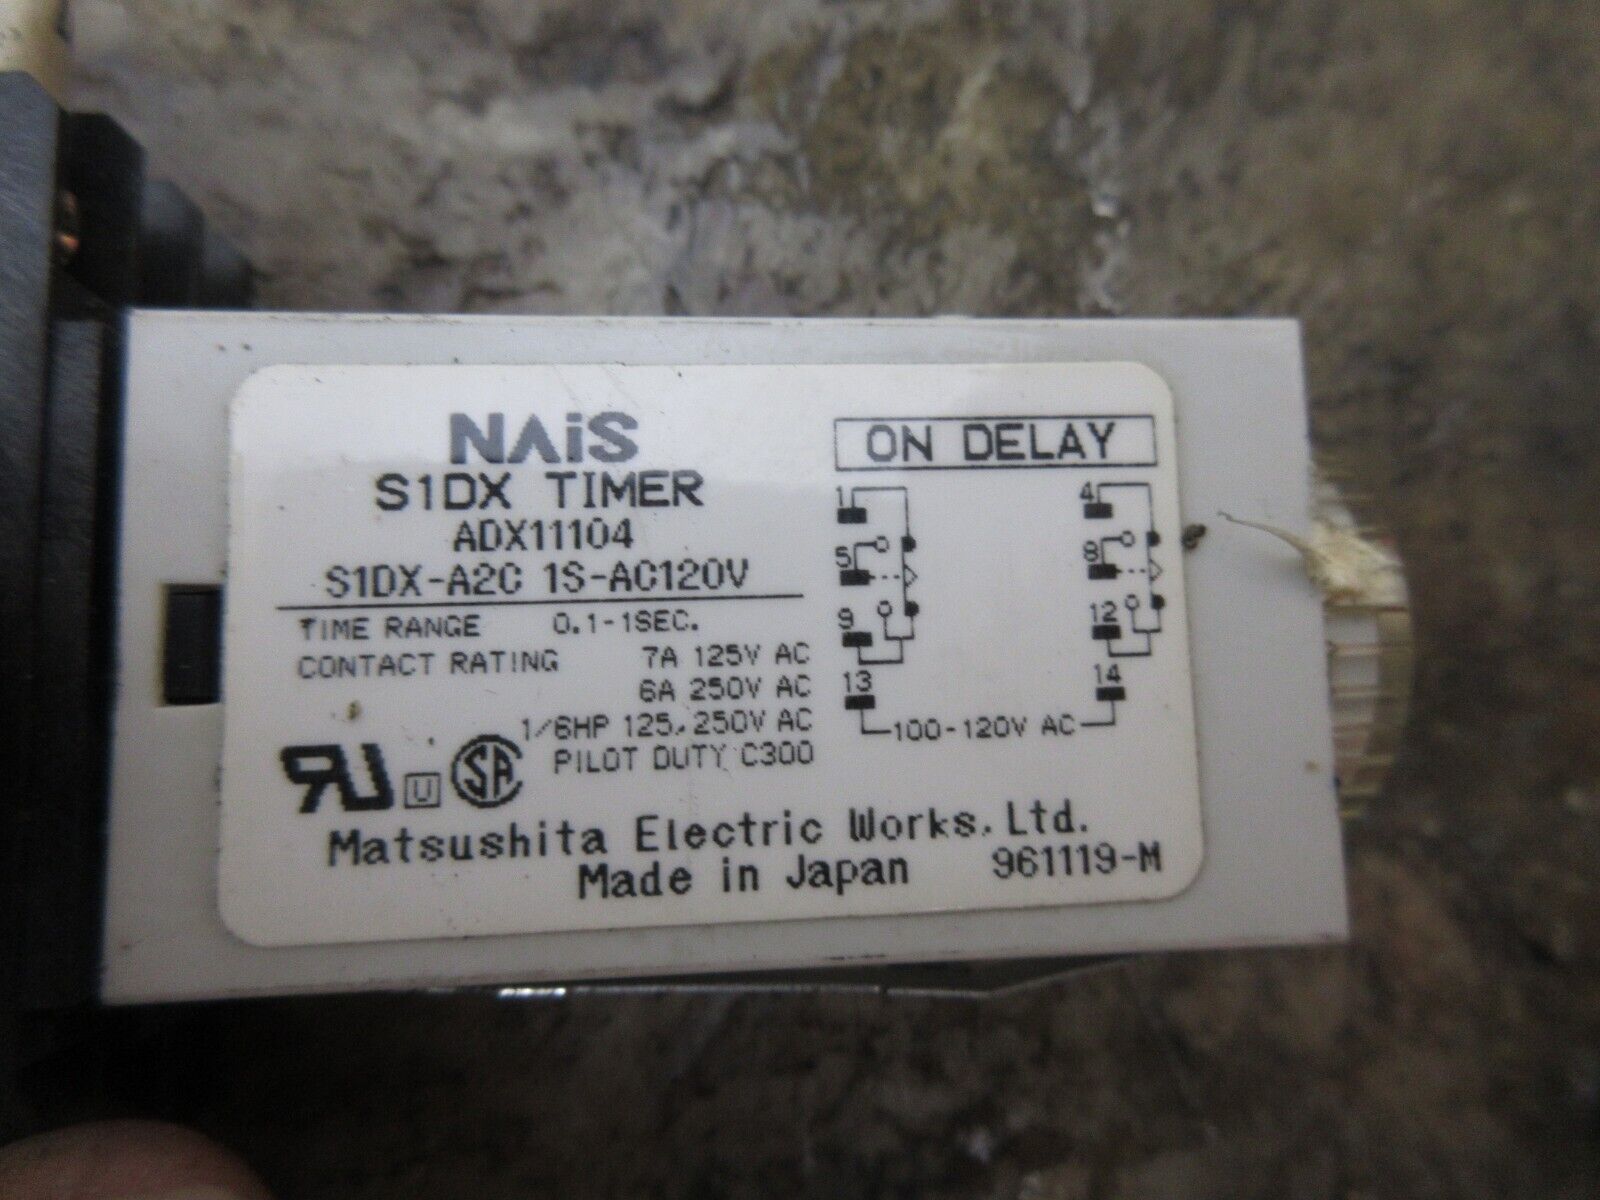 NAiS
S1DX TIMER
ADX11104
S1DX-A2C 1S-AC120V
TIME RANGE 0.1-1SEC.
CONTACT RATING 7A 125V AC
6A 250V AC
1/6HP 125,250V AC
PILOT DUTY C300
RU U SA
ON DELAY
1 4
5 8
9 12
13 14
100-120V AC
Matsushita Electric Works, Ltd.
Made in Japan 961119-M